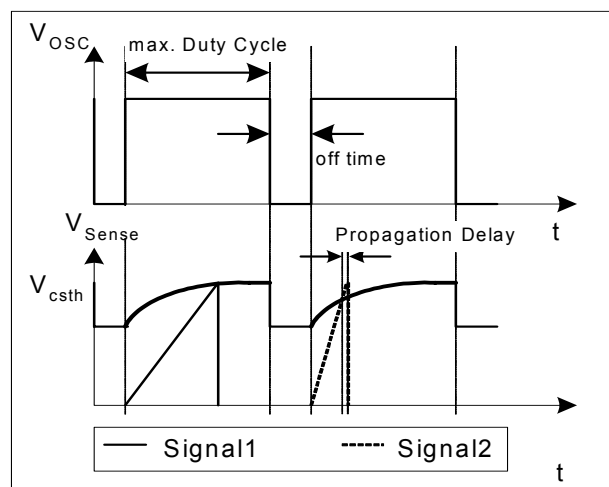 V OSC
max. Duty Cycle
off time
t
V Sense
Propagation Delay
V csth
Signal1
Signal2
t